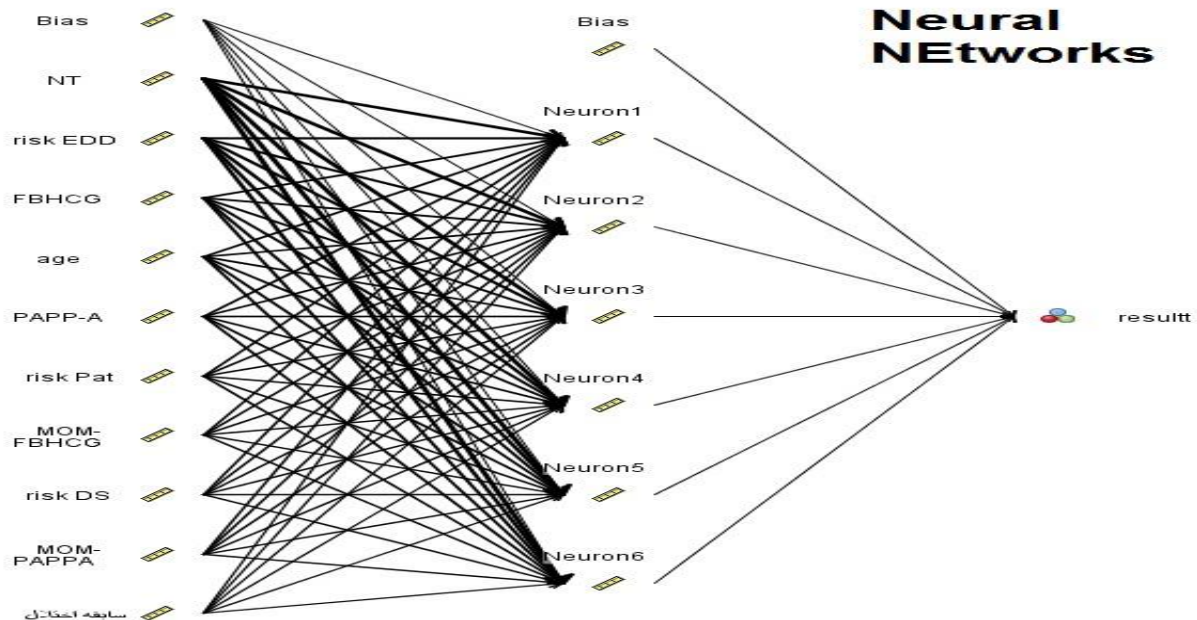 Neural
NEtworks
Bias
NT
risk EDD
FBHCG
age
PAPP-A
risk Pat
MOM-
FBHCG
risk DS
MOM-
PAPPA
سابقه اختلال
Bias
Neuron1
Neuron2
Neuron3
Neuron4
Neuron5
Neuron6
resultt